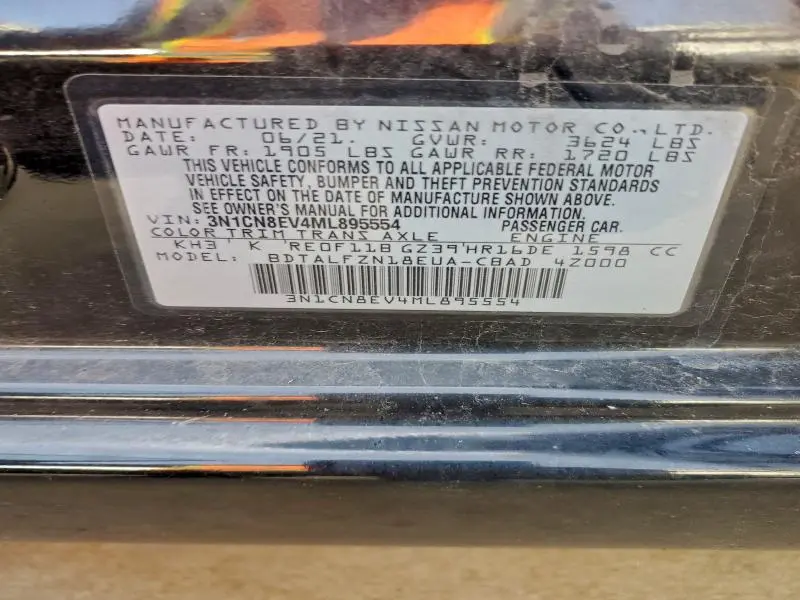 MANUFACTURED BY NISSAN MOTOR CO., LTD.
DATE: 06/21. GVWR: 3624 LBS
GAWR FR: 1905 LBS GAWR RR: 1720 LBS
THIS VEHICLE CONFORMS TO ALL APPLICABLE FEDERAL MOTOR
VEHICLE SAFETY, BUMPER AND THEFT PREVENTION STANDARDS
IN EFFECT ON THE DATE OF MANUFACTURE SHOWN ABOVE.
SEE OWNER'S MANUAL FOR ADDITIONAL INFORMATION.
VIN: 3N1CN8EV4ML895554 PASSENGER CAR.
COLOR TRIM TRANS AXLE ENGINE
KH3' K 'RE0F11B GZ39'HR16DE 1598 CC
MODEL: BDTALFZN18EUA-CBAD 4Z000
3N1CN8EV4ML895554